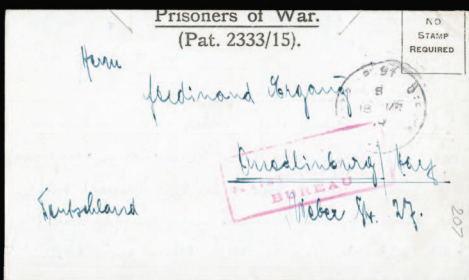 Prisoners of War.
(Pat. 2333/15).
NO
STAMP
REQUIRED
Herrn
Ferdinand
Quedlinburg Harz.
BUREAU
Deutschland
Weber Str. 27.
207